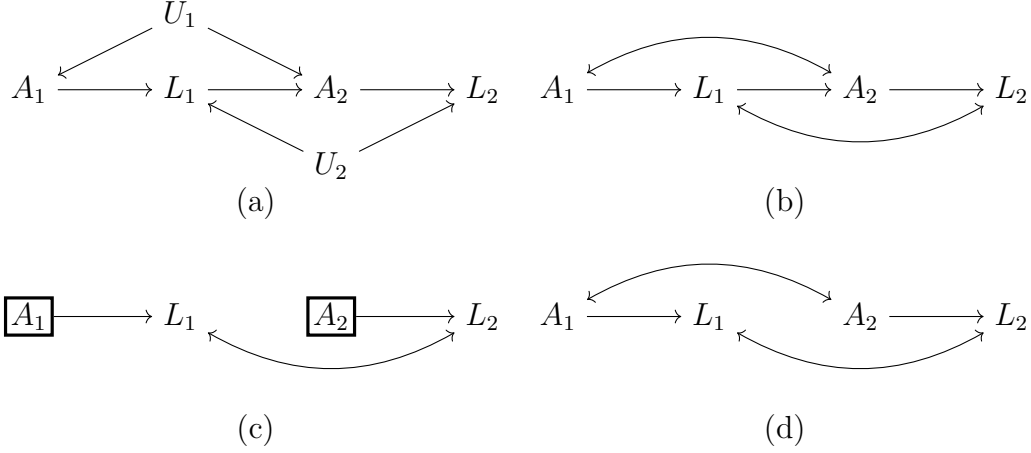 U₁
A₁ L₁ A₂ L₂ A₁ L₁ A₂ L₂
U₂
(a) (b)
A₁ L₁ A₂ L₂ A₁ L₁ A₂ L₂
(c) (d)